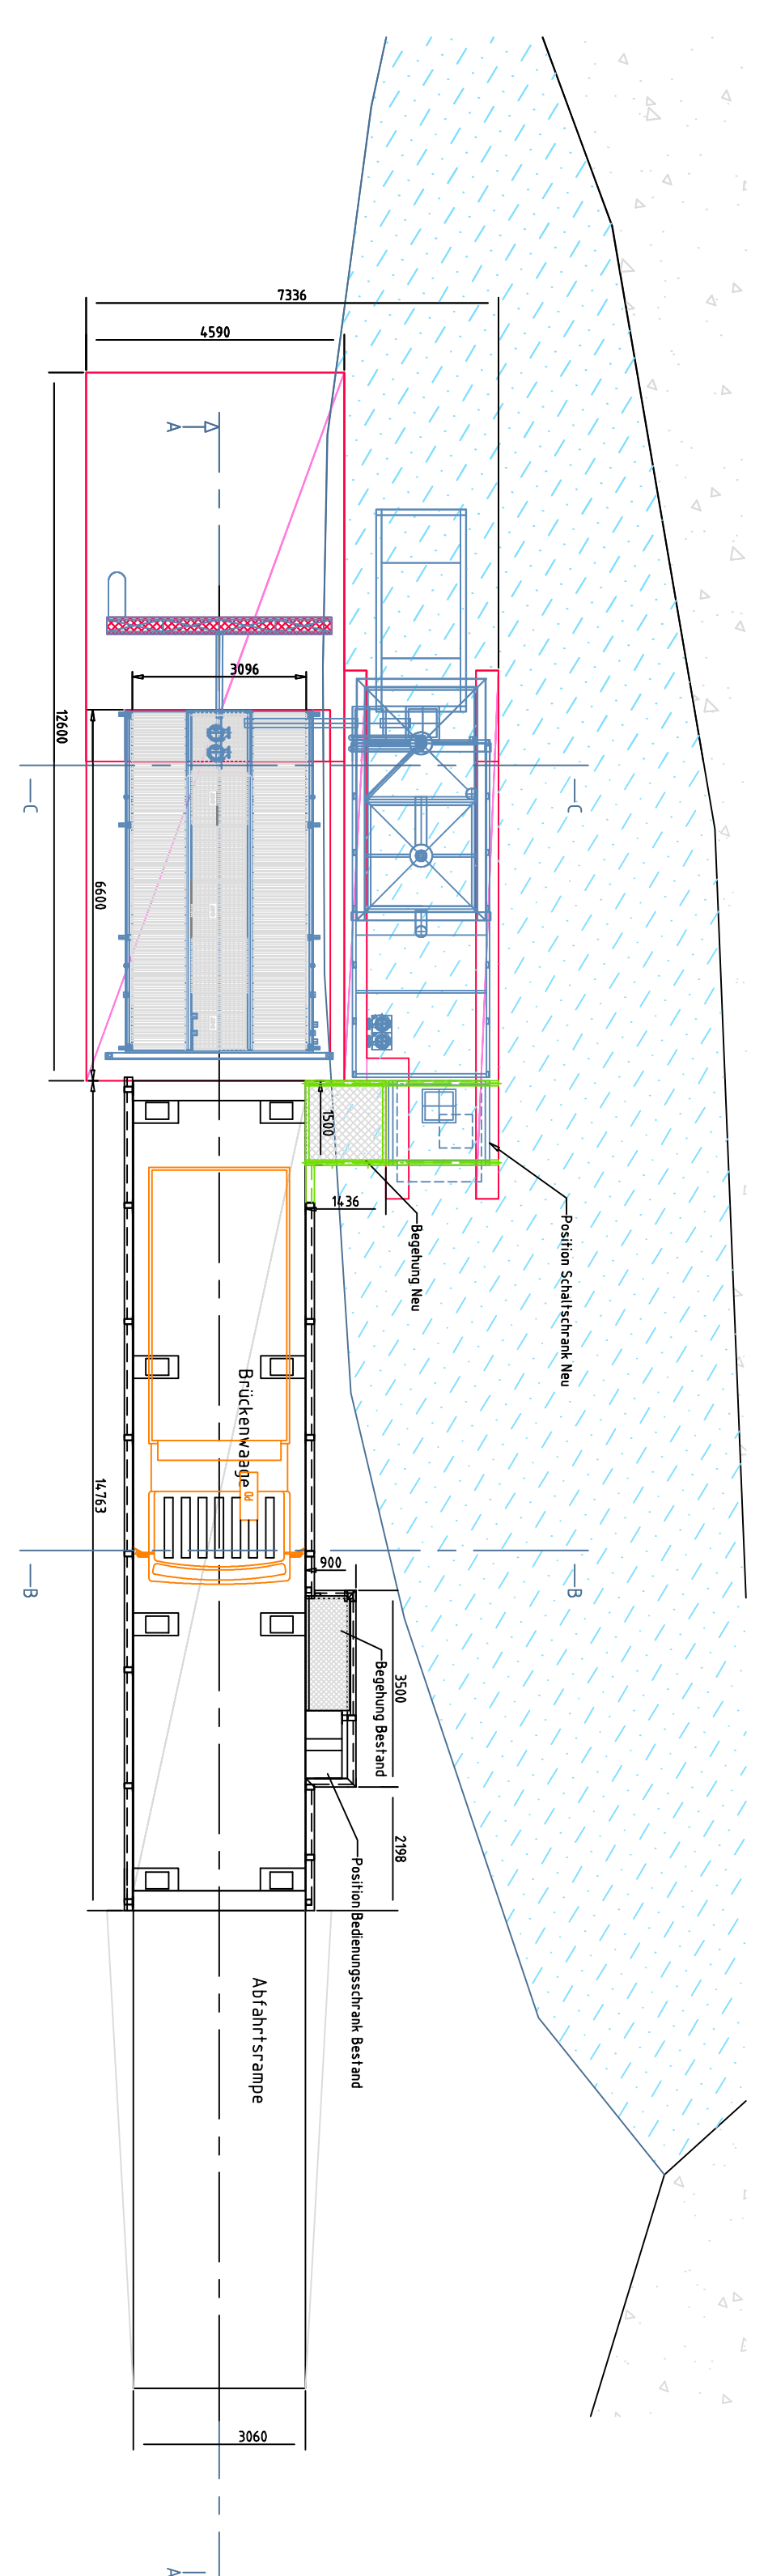 7336
4590
A
3096
12600
C
C
6600
1500
1436
Begehung Neu
Position Schaltschrank Neu
Brückenwaage
14763
B
B
900
3500
Begehung Bestand
2198
Position Bedienungsschrank Bestand
Abfahrtsrampe
3060
A